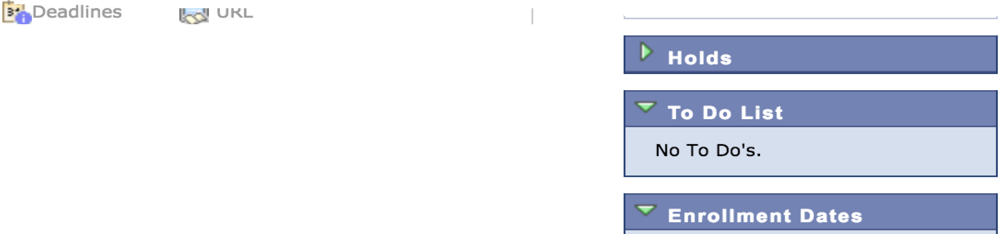 Deadlines
URL
Holds
To Do List
No To Do's.
Enrollment Dates